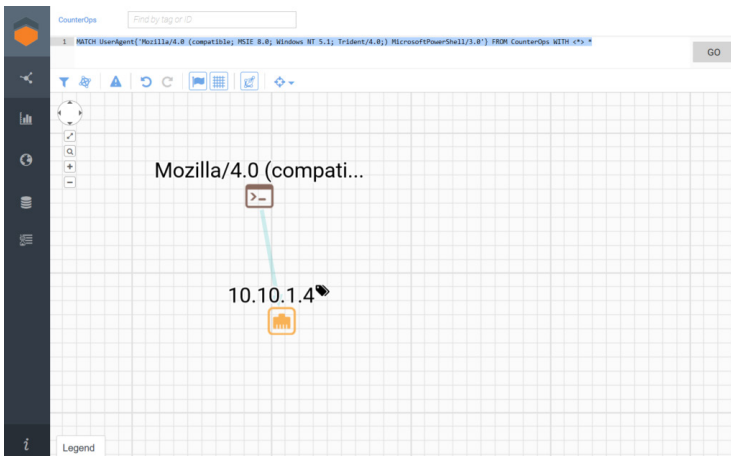 CounterOps
Find by tag or ID
1 MATCH UserAgent{'Mozilla/4.0 (compatible; MSIE 8.0; Windows NT 5.1; Trident/4.0;) MicrosoftPowerShell/3.0'} FROM CounterOps WITH <*> *
GO
Mozilla/4.0 (compati...
10.10.1.4
Legend